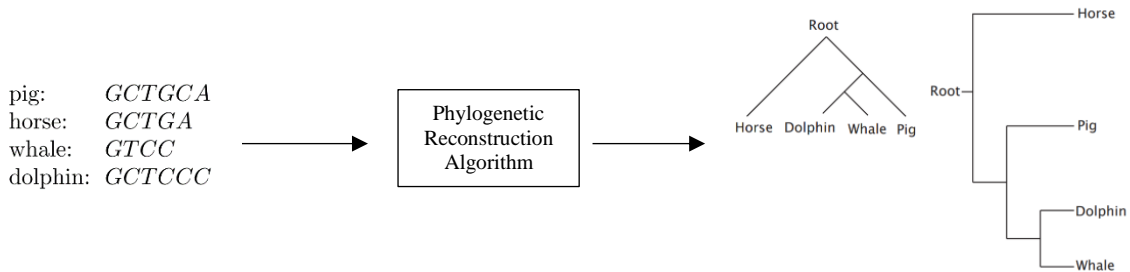 pig: GCTGCA
horse: GCTGA
whale: GTCC
dolphin: GCTCCC
Phylogenetic
Reconstruction
Algorithm
Root
Horse Dolphin Whale Pig
Horse
Root
Pig
Dolphin
Whale